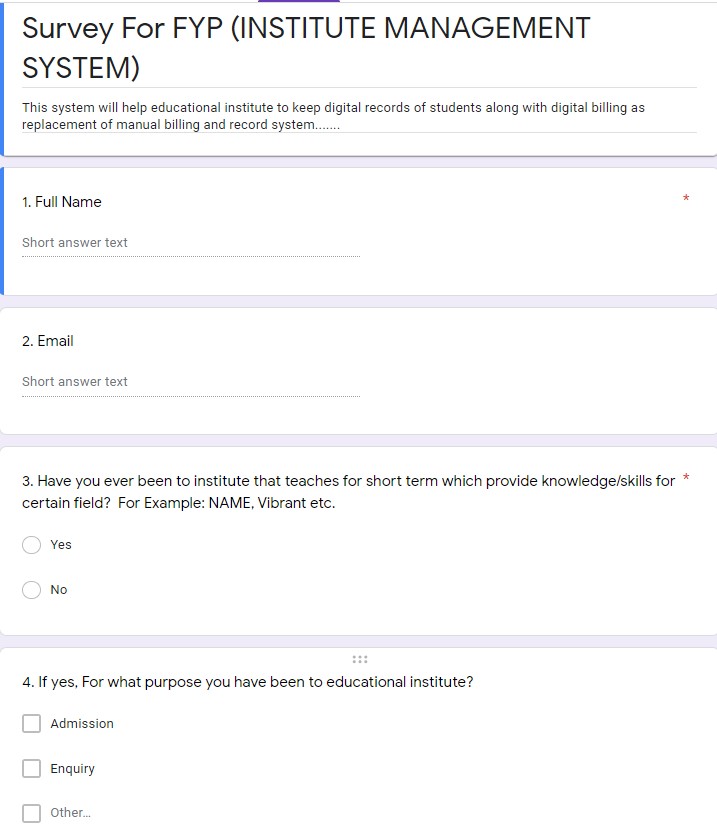 Survey For FYP (INSTITUTE MANAGEMENT
SYSTEM)
This system will help educational institute to keep digital records of students along with digital billing as
replacement of manual billing and record system.......
1. Full Name *
Short answer text
2. Email
Short answer text
3. Have you ever been to institute that teaches for short term which provide knowledge/skills for *
certain field?  For Example: NAME, Vibrant etc.
Yes
No
4. If yes, For what purpose you have been to educational institute?
Admission
Enquiry
Other...